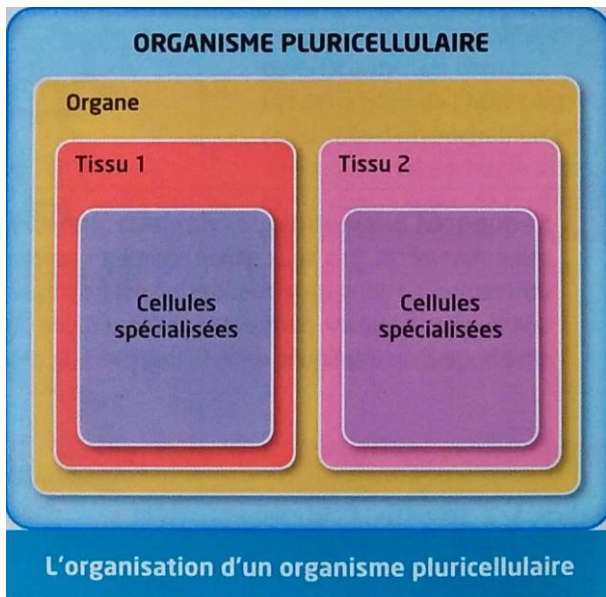 ORGANISME PLURICELLULAIRE
Organe
Tissu 1
Tissu 2
Cellules
spécialisées
Cellules
spécialisées
L'organisation d'un organisme pluricellulaire